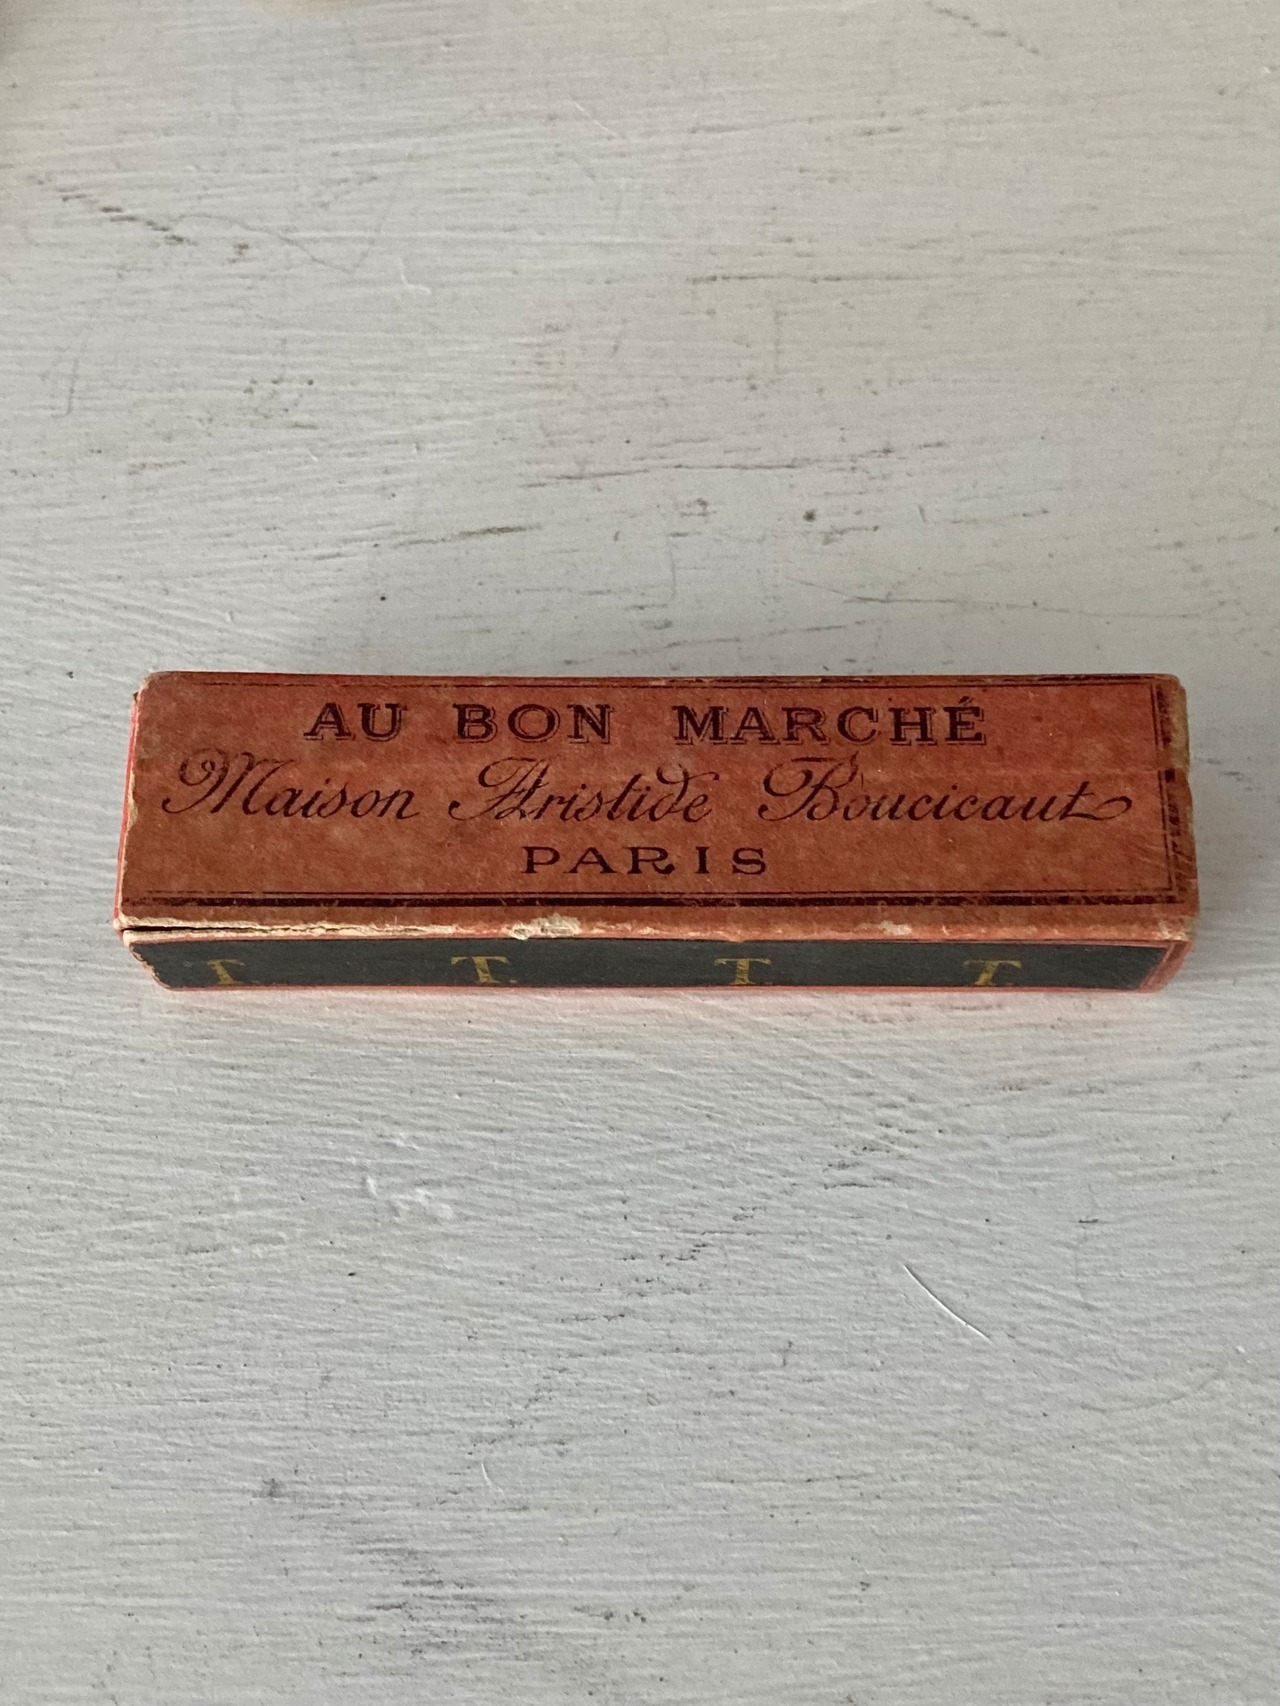 AU BON MARCHÉ
Maison Aristide Boucicaut
PARIS
T. T. T. T.